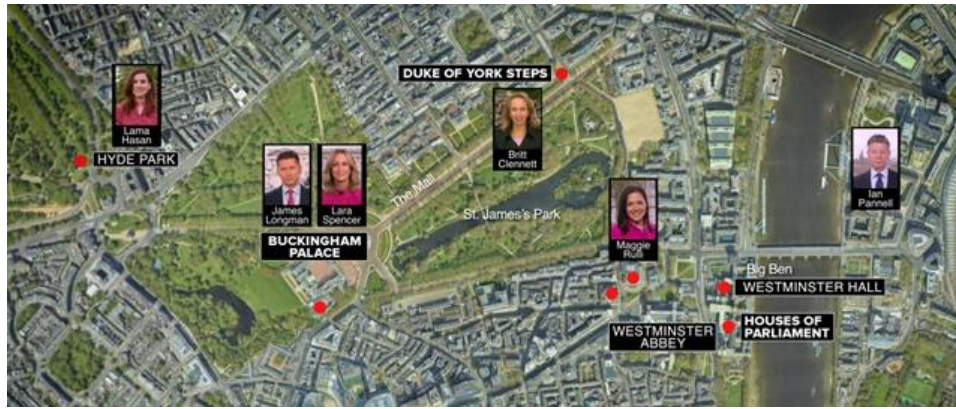 DUKE OF YORK STEPS
Lama
Hasan
HYDE PARK
Britt
Clennett
James
Longman
Lara
Spencer
The Mall
St. James's Park
BUCKINGHAM
PALACE
Maggie
Rulli
Ian
Pannell
Big Ben
WESTMINSTER HALL
WESTMINSTER
ABBEY
HOUSES OF
PARLIAMENT